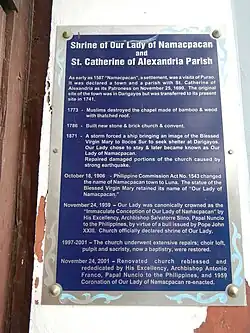 Shrine of Our Lady of Namacpacan
and
St. Catherine of Alexandria Parish
As early as 1587 "Namacpacan", a settlement, was a visita of Purao.
It was declared a town and a parish with St. Catherine of
Alexandria as its Patroness on November 25, 1690. The original
site of the town was in Darigayos but was transferred to its present
site in 1741.
1773 - Muslims destroyed the chapel made of bamboo & wood
with thatched roof.
1786 - Built new stone & brick church & convent.
1871 - A storm forced a ship bringing an image of the Blessed
Virgin Mary to Ilocos Sur to seek shelter at Darigayos.
Our Lady chose to stay & later became known as Our
Lady of Namacpacan.
Repaired damaged portions of the church caused by
strong earthquake.
October 18, 1906 - Philippine Commission Act No. 1543 changed
the name of Namacpacan town to Luna. The statue of the
Blessed Virgin Mary retained the name of "Our Lady of
Namacpacan."
November 24, 1959 – Our Lady was canonically crowned as the
"Immaculate Conception of Our Lady of Namacpacan" by
His Excellency, Archbishop Salvatore Siino, Papal Nuncio
to the Philippines, by virtue of a bull issued by Pope John
XXIII. Church officially declared shrine of Our Lady.
1997-2001 – The church underwent extensive repairs; choir loft,
pulpit and sacristy, now a baptistry, were restored.
November 24, 2001 – Renovated church reblessed and
rededicated by His Excellency, Archbishop Antonio
Franco, Papal Nuncio to the Philippines, and 1959
Coronation of Our Lady of Namacpacan re-enacted.